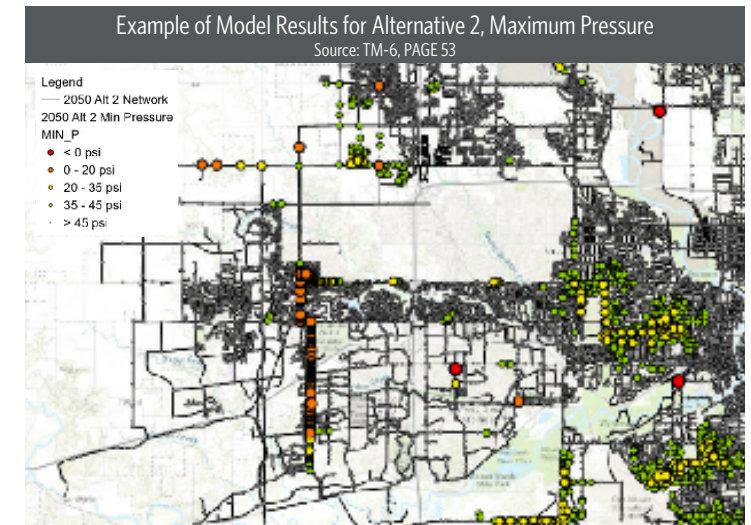 Example of Model Results for Alternative 2, Maximum Pressure
Source: TM-6, PAGE 53
Legend
2050 Alt 2 Network
2050 Alt 2 Min Pressure
MIN_P
< 0 psi
0 - 20 psi
20 - 35 psi
35 - 45 psi
> 45 psi